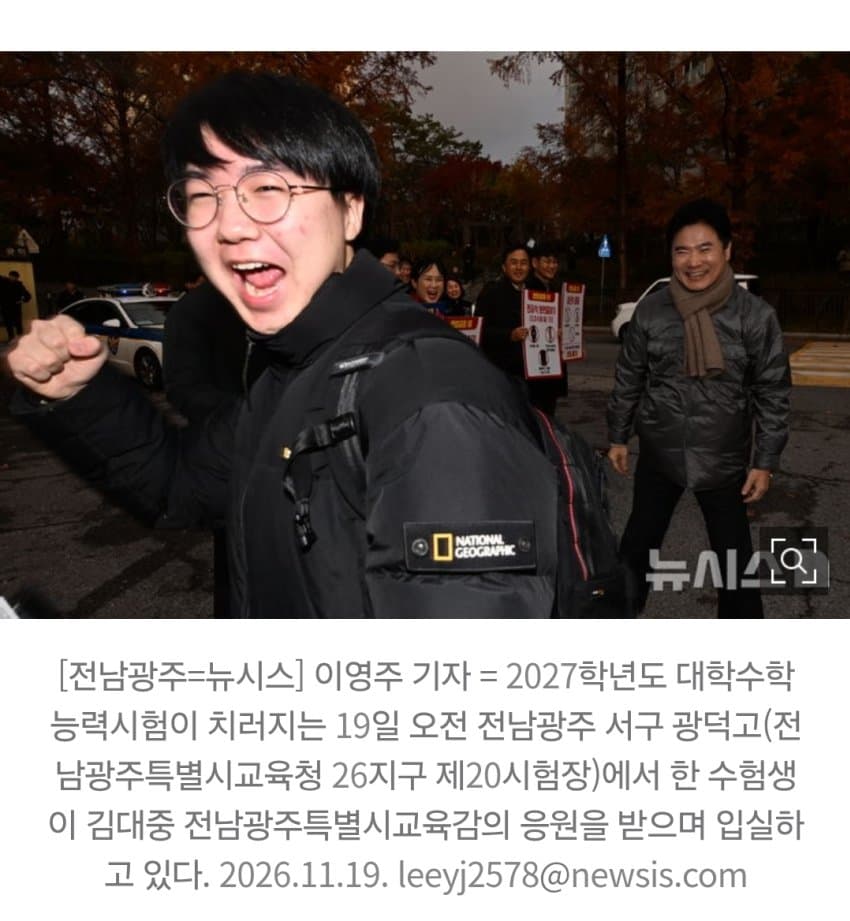 NATIONAL
GEOGRAPHIC
뉴시스
[전남광주=뉴시스] 이영주 기자 = 2027학년도 대학수학
능력시험이 치러지는 19일 오전 전남광주 서구 광덕고(전
남광주특별시교육청 26지구 제20시험장)에서 한 수험생
이 김대중 전남광주특별시교육감의 응원을 받으며 입실하
고 있다. 2026.11.19. leeyj2578@newsis.com